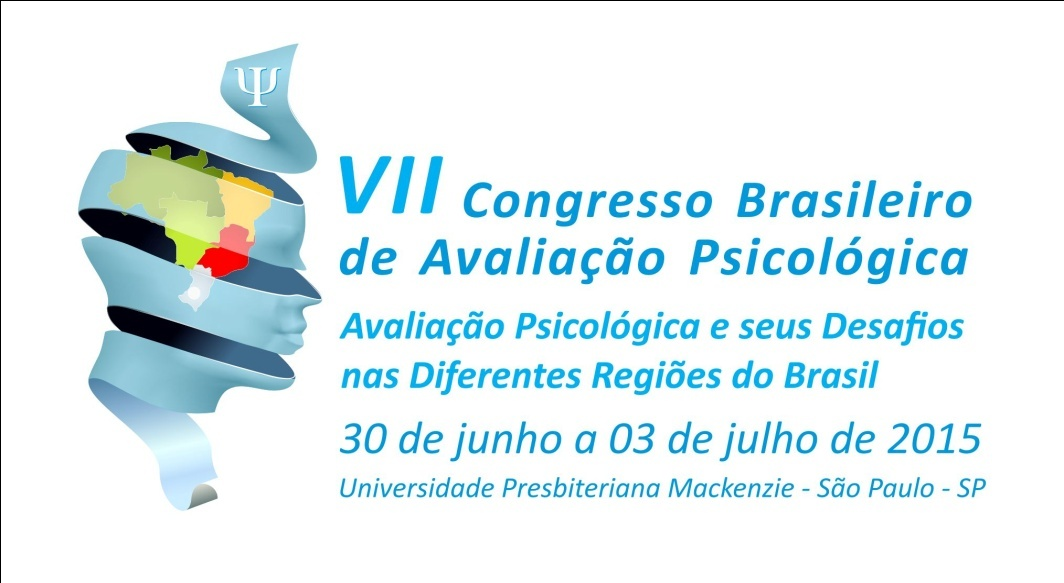 Ψ
VII Congresso Brasileiro
de Avaliação Psicológica
Avaliação Psicológica e seus Desafios
nas Diferentes Regiões do Brasil
30 de junho a 03 de julho de 2015
Universidade Presbiteriana Mackenzie - São Paulo - SP